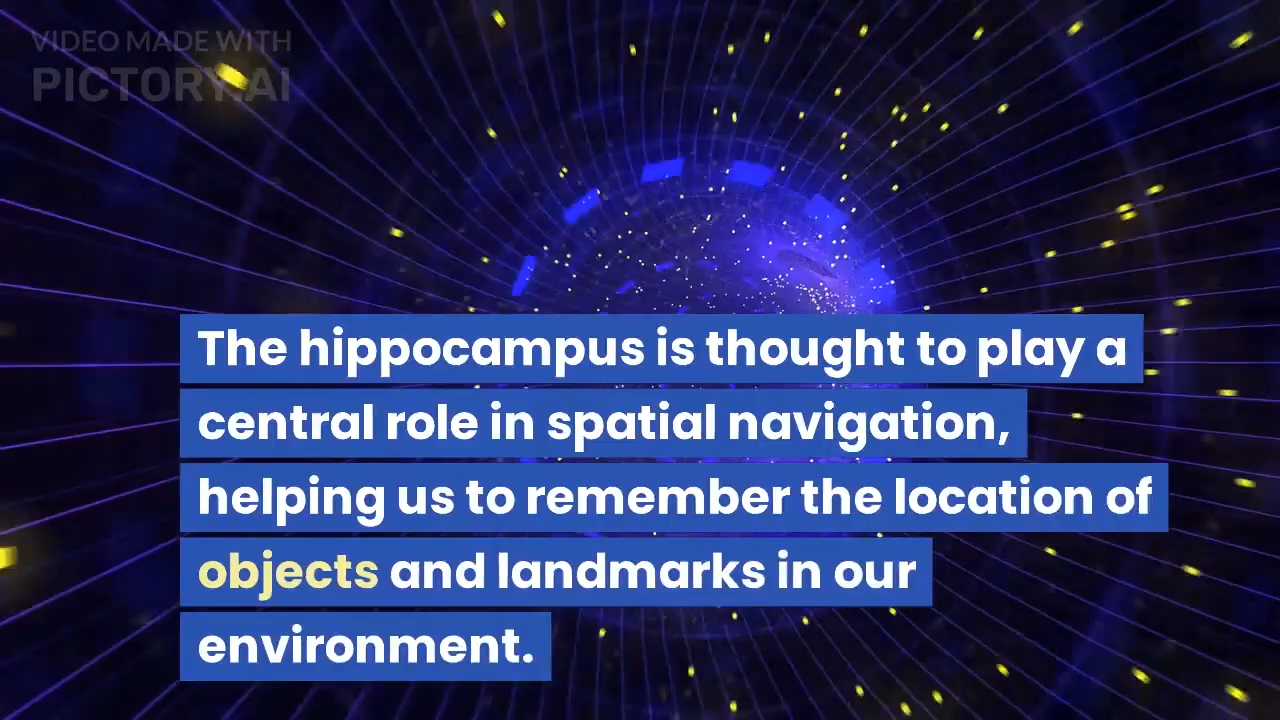 VIDEO MADE WITH
PICTORY.AI
The hippocampus is thought to play a
central role in spatial navigation,
helping us to remember the location of
objects and landmarks in our
environment.